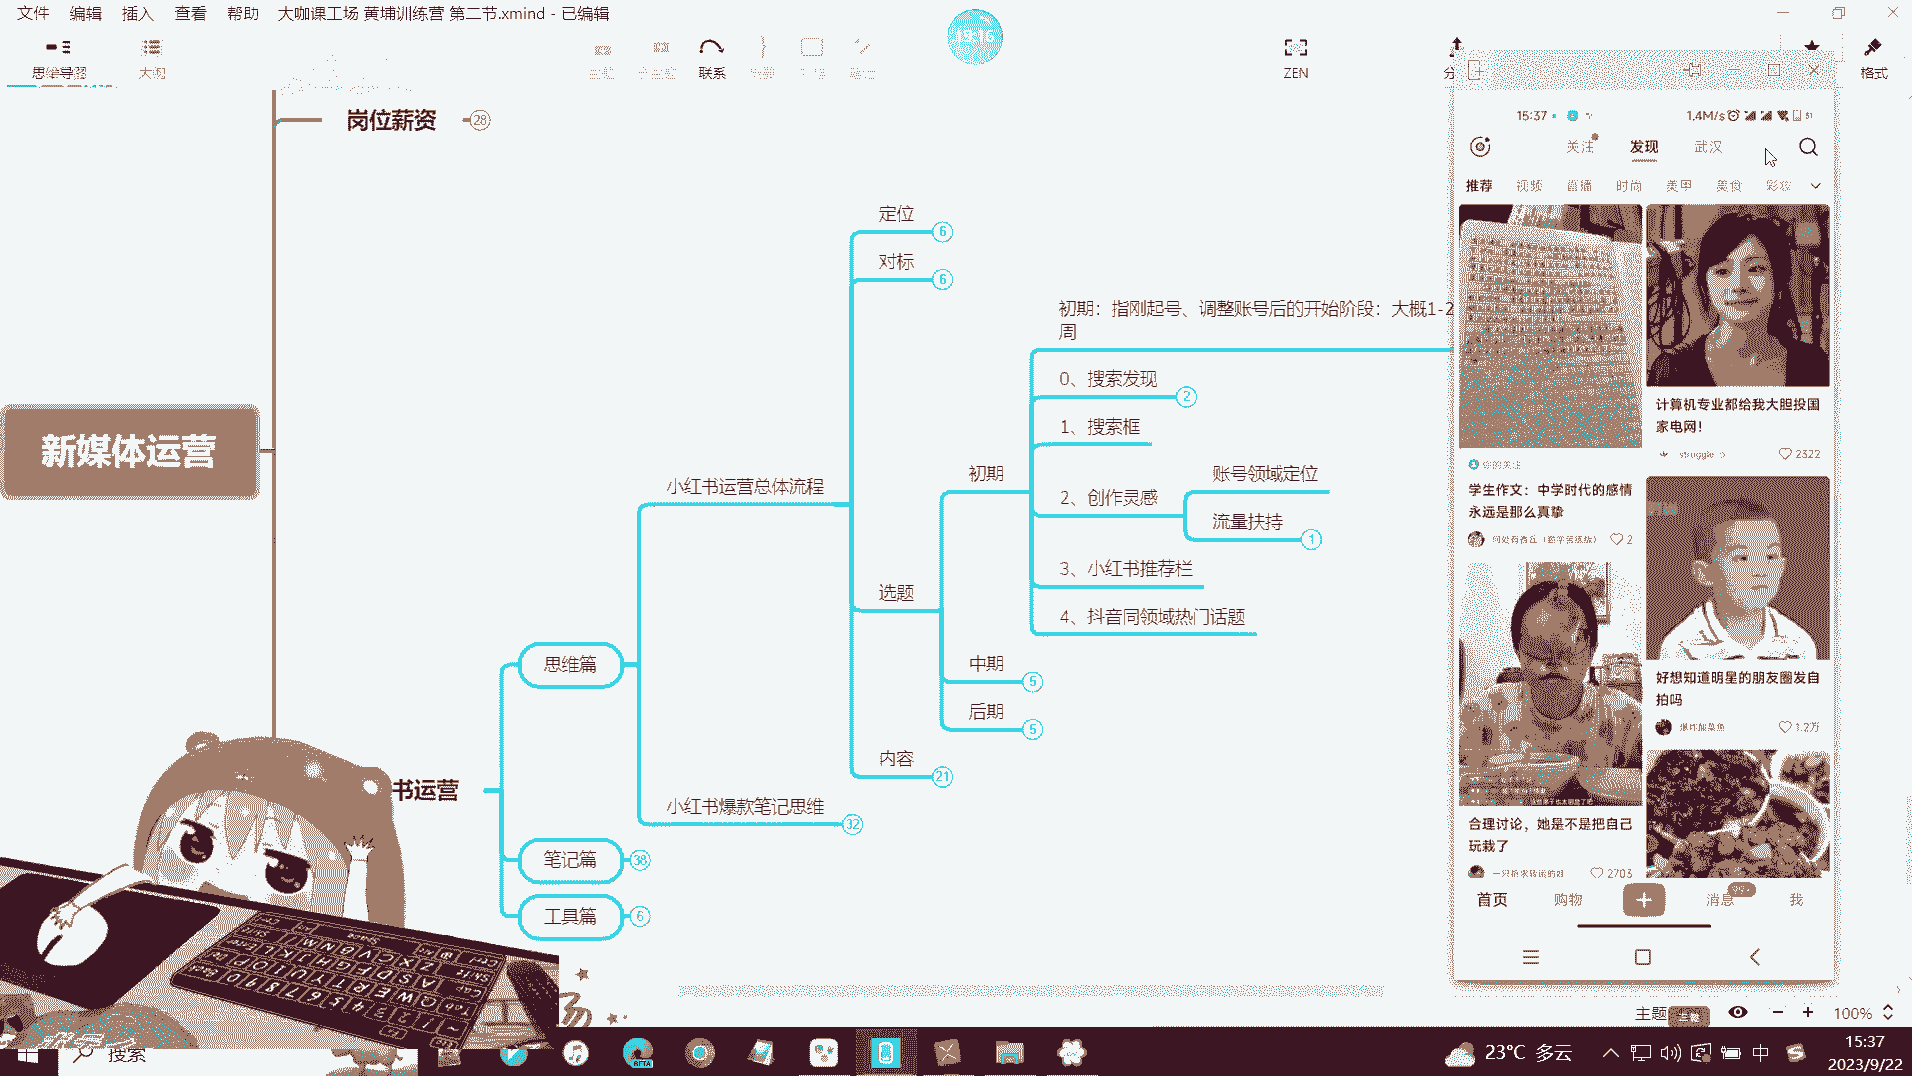 文件 编辑 插入 查看 帮助 大咖课工场 黄埔训练营 第二节.xmind - 已编辑
思维导图
大纲
联系
ZEN
格式
岗位薪资
28
新媒体运营
书运营
思维篇
笔记篇
38
工具篇
6
小红书运营总体流程
小红书爆款笔记思维
32
定位
6
对标
6
选题
内容
21
初期
中期
5
后期
5
初期：指刚起号、调整账号后的开始阶段：大概1-2
周
0、搜索发现
2
1、搜索框
2、创作灵感
账号领域定位
流量扶持
1
3、小红书推荐栏
4、抖音同领域热门话题
15:37
1.4M/s
关注 发现 武汉
推荐 视频 直播 时尚 美甲 美食 彩妆
计算机专业都给我大胆投国
家电网！
struggle
2322
你的关注
学生作文：中学时代的感情
永远是那么真挚
2
好想知道明星的朋友圈发自
拍吗
1.2万
合理讨论，她是不是把自己
玩栽了
2703
首页 购物 消息 99+ 我
主题
100%
搜索
BETA
23°C 多云
中
15:37
2023/9/22